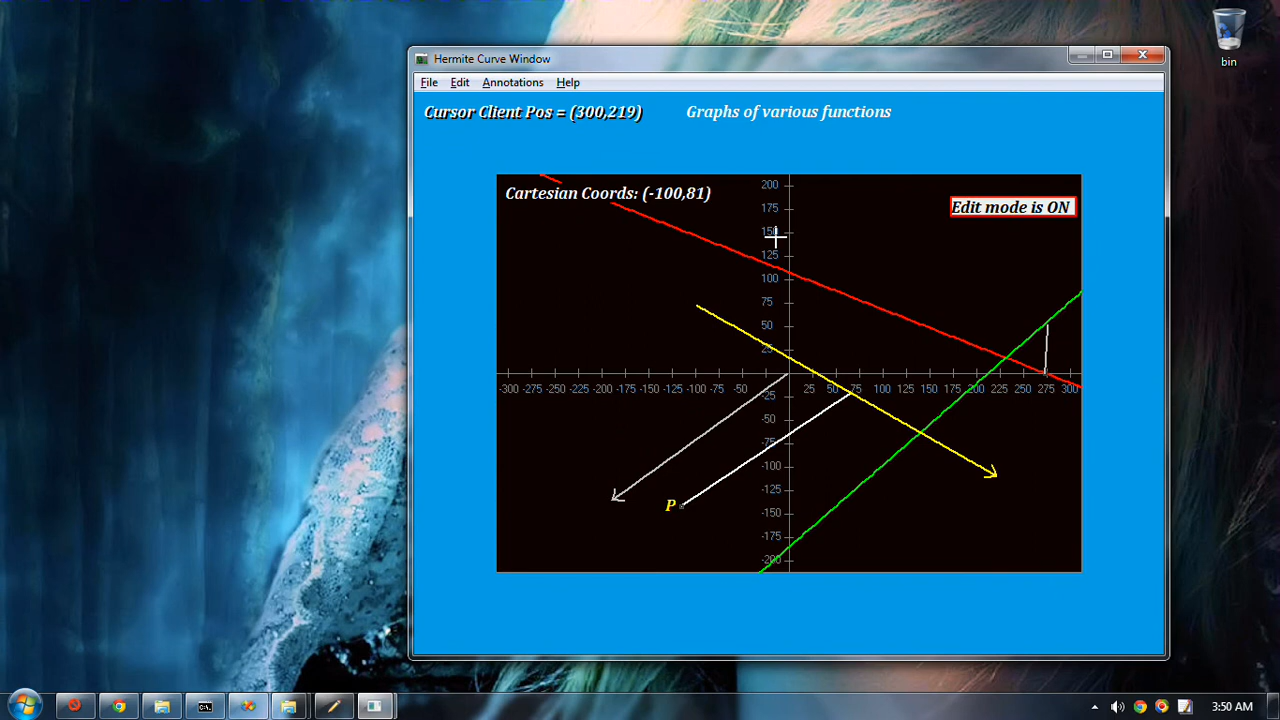 bin
Hermite Curve Window
File Edit Annotations Help
Cursor Client Pos = (300,219) Graphs of various functions
Cartesian Coords: (-100,81)
Edit mode is ON
200
175
150
125
100
75
50
25
-300 -275 -250 -225 -200 -175 -150 -125 -100 -75 -50 25 50 75 100 125 150 175 200 225 250 275 300
-25
-50
-75
-100
-125
-150
-175
-200
P
C:\.
3:50 AM